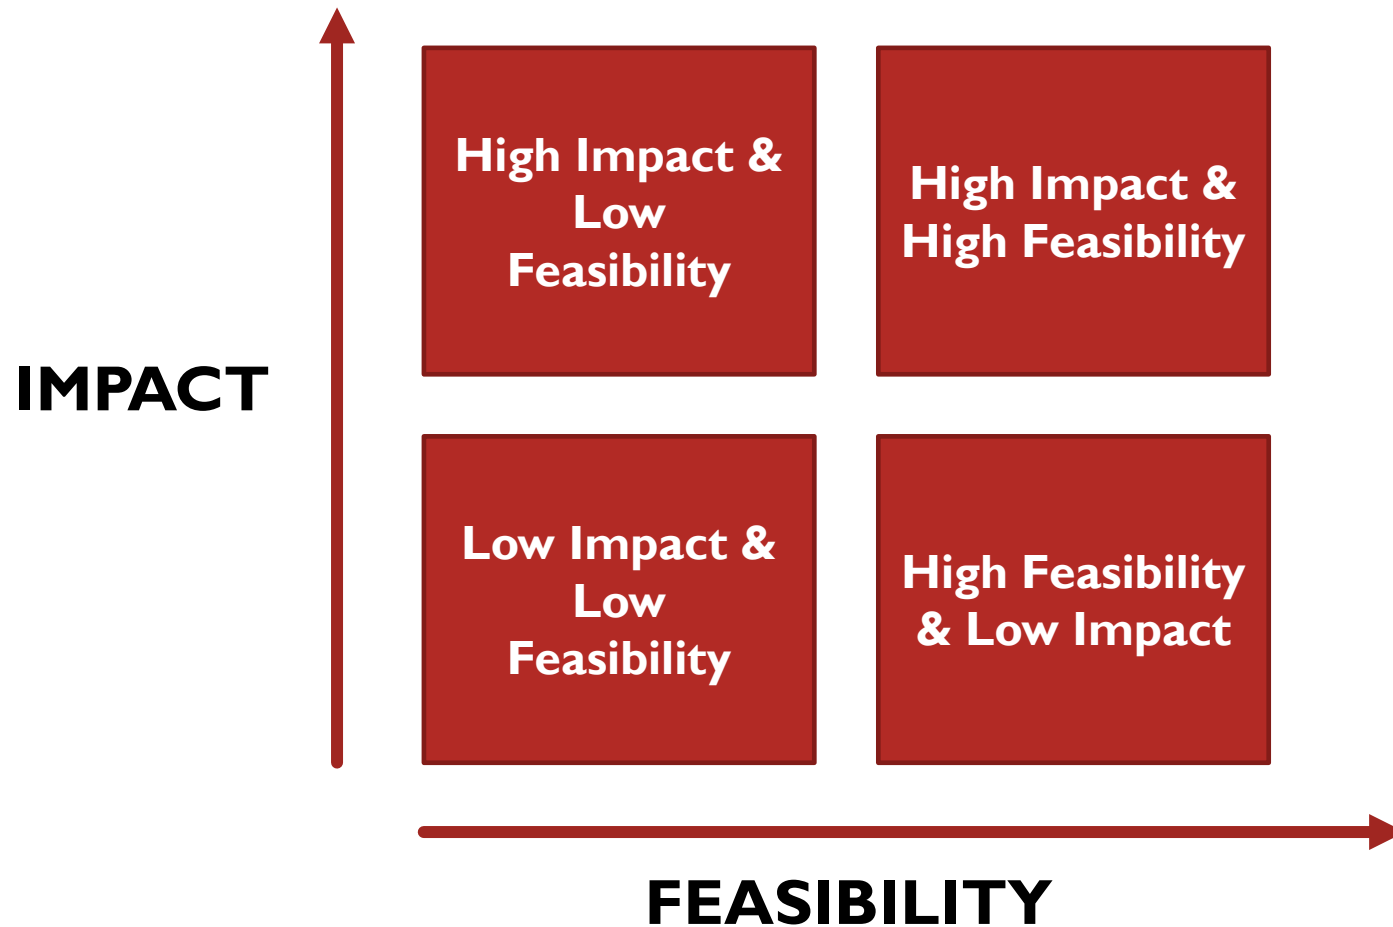 High Impact &
Low
Feasibility
High Impact &
High Feasibility
IMPACT
Low Impact &
Low
Feasibility
High Feasibility
& Low Impact
FEASIBILITY